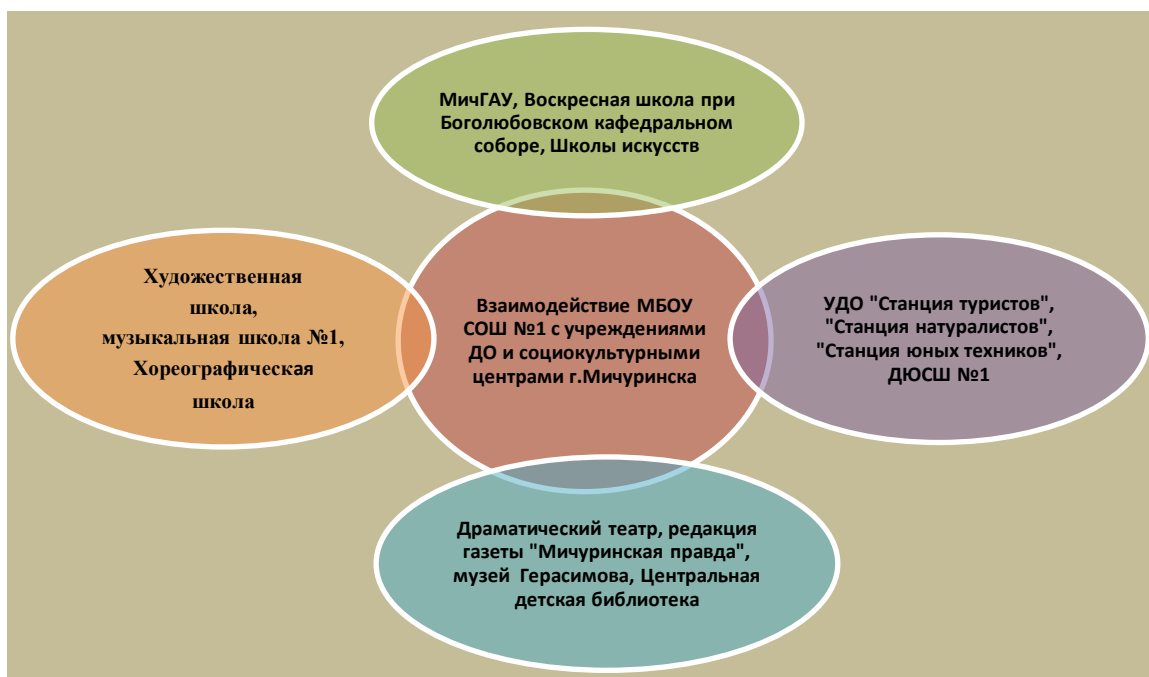 МичГАУ, Воскресная школа при
Боголюбовском кафедральном
соборе, Школы искусств
Художественная
школа,
музыкальная школа №1,
Хореографическая
школа
Взаимодействие МБОУ
СОШ №1 с учреждениями
ДО и социокультурными
центрами г.Мичуринска
УДО "Станция туристов",
"Станция натуралистов",
"Станция юных техников",
ДЮСШ №1
Драматический театр, редакция
газеты "Мичуринская правда",
музей Герасимова, Центральная
детская библиотека